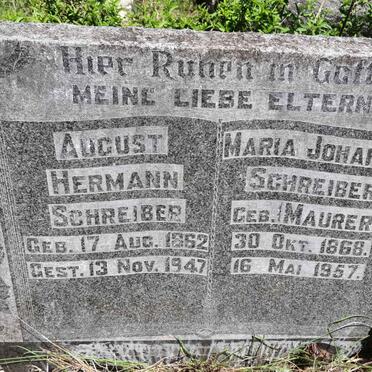 Hier Ruhen in Gott
MEINE LIEBE ELTERN
AUGUST
HERMANN
SCHREIBER
GEB. 17 AUG. 1862
GEST. 13 NOV. 1947
MARIA JOHAN
SCHREIBER
GEB. MAURER
30 OKT. 1868.
16 MAI 1957.